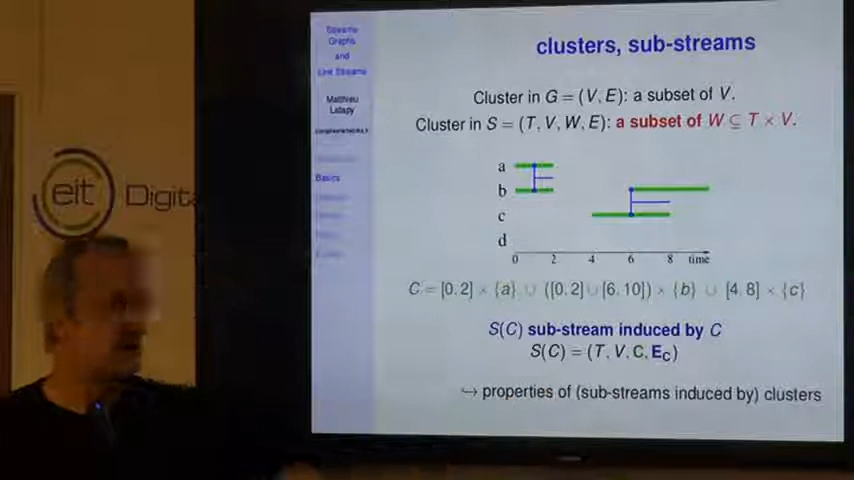 eit Digital
Streams
Graphs
and
Link Streams
Matthieu
Latapy
Basics
clusters, sub-streams
Cluster in G = (V, E): a subset of V.
Cluster in S = (T, V, W, E): a subset of W ⊆ T × V.
a
b
c
d
0 2 4 6 8 time
C = [0, 2] × {a} ∪ ([0, 2] ∪ [6, 10]) × {b} ∪ [4, 8] × {c}
S(C) sub-stream induced by C
S(C) = (T, V, C, E_C)
↪ properties of (sub-streams induced by) clusters